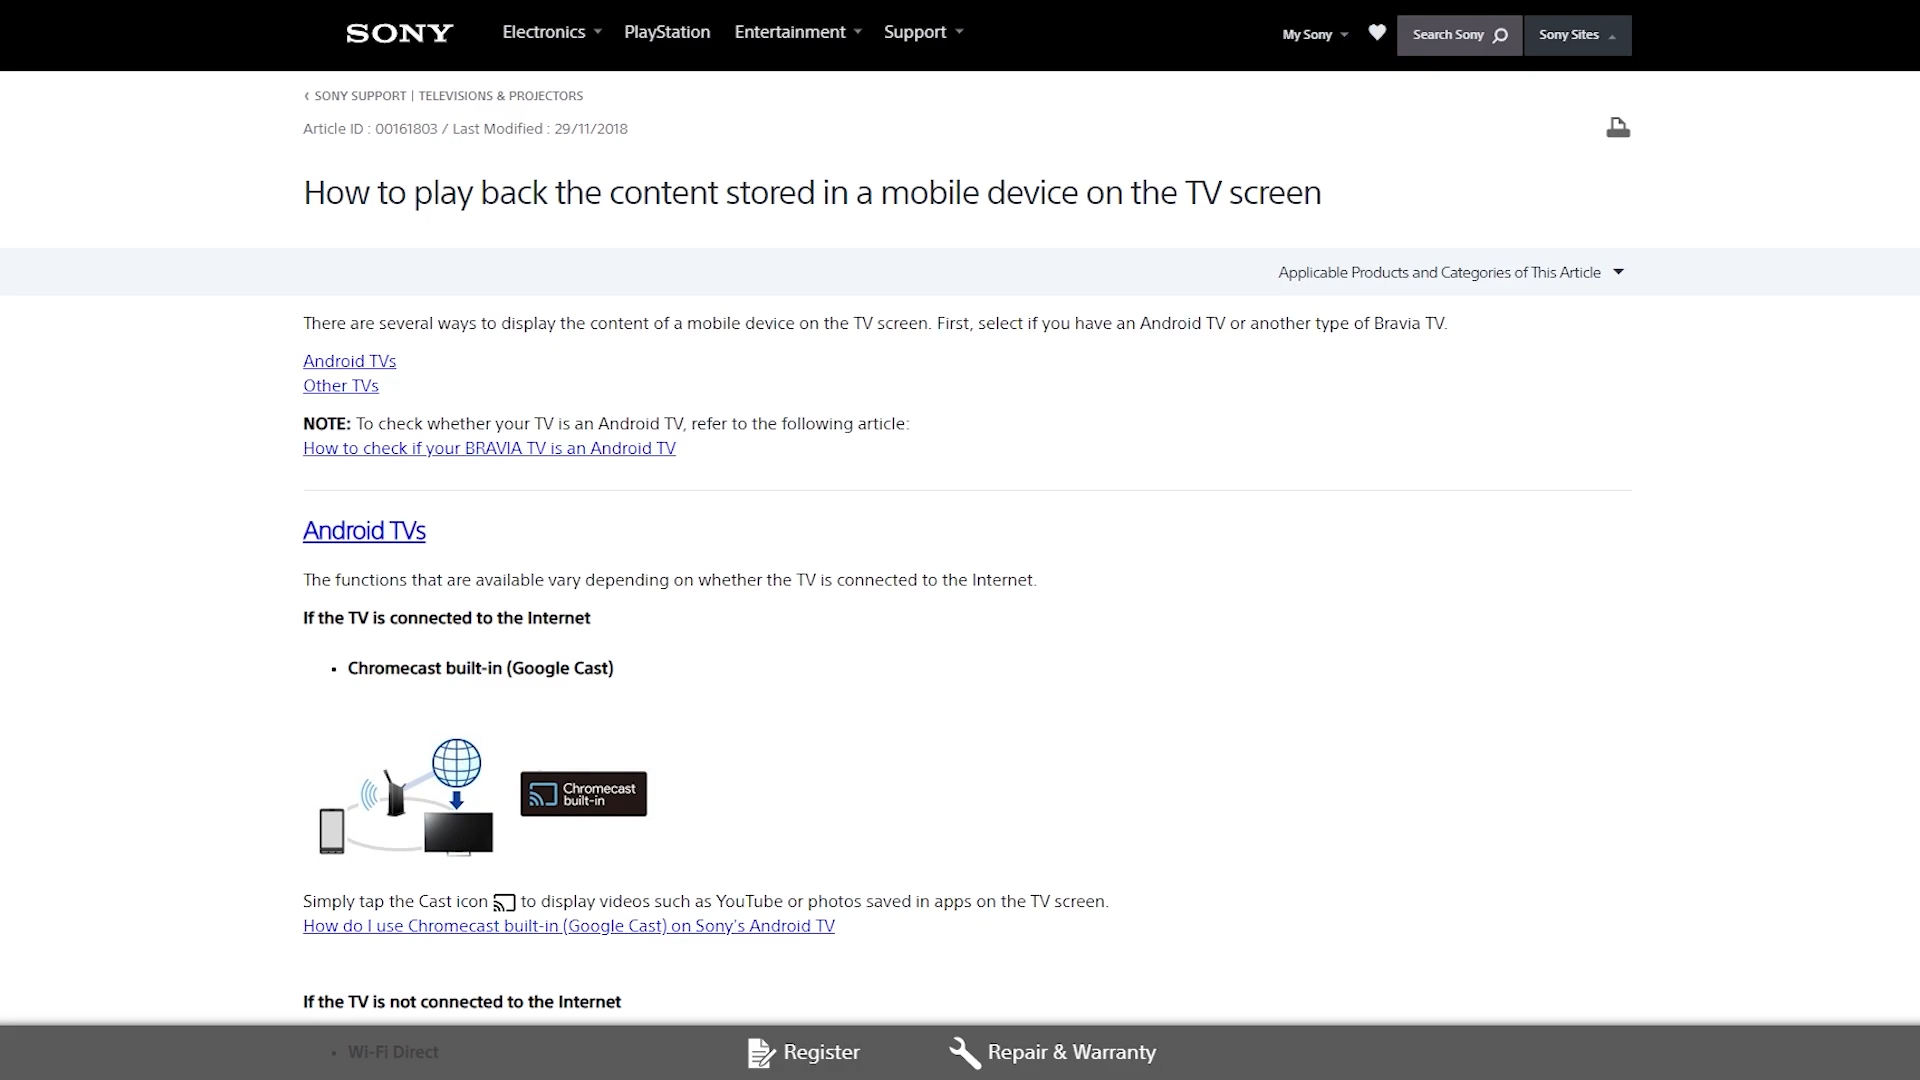 SONY Electronics PlayStation Entertainment Support My Sony Search Sony Sony Sites
‹ SONY SUPPORT | TELEVISIONS & PROJECTORS
Article ID : 00161803 / Last Modified : 29/11/2018
How to play back the content stored in a mobile device on the TV screen
Applicable Products and Categories of This Article
There are several ways to display the content of a mobile device on the TV screen. First, select if you have an Android TV or another type of Bravia TV.
Android TVs
Other TVs
NOTE: To check whether your TV is an Android TV, refer to the following article:
How to check if your BRAVIA TV is an Android TV
Android TVs
The functions that are available vary depending on whether the TV is connected to the Internet.
If the TV is connected to the Internet
• Chromecast built-in (Google Cast)
Chromecast
built-in
Simply tap the Cast icon to display videos such as YouTube or photos saved in apps on the TV screen.
How do I use Chromecast built-in (Google Cast) on Sony's Android TV
If the TV is not connected to the Internet
• Wi-Fi Direct
Register Repair & Warranty